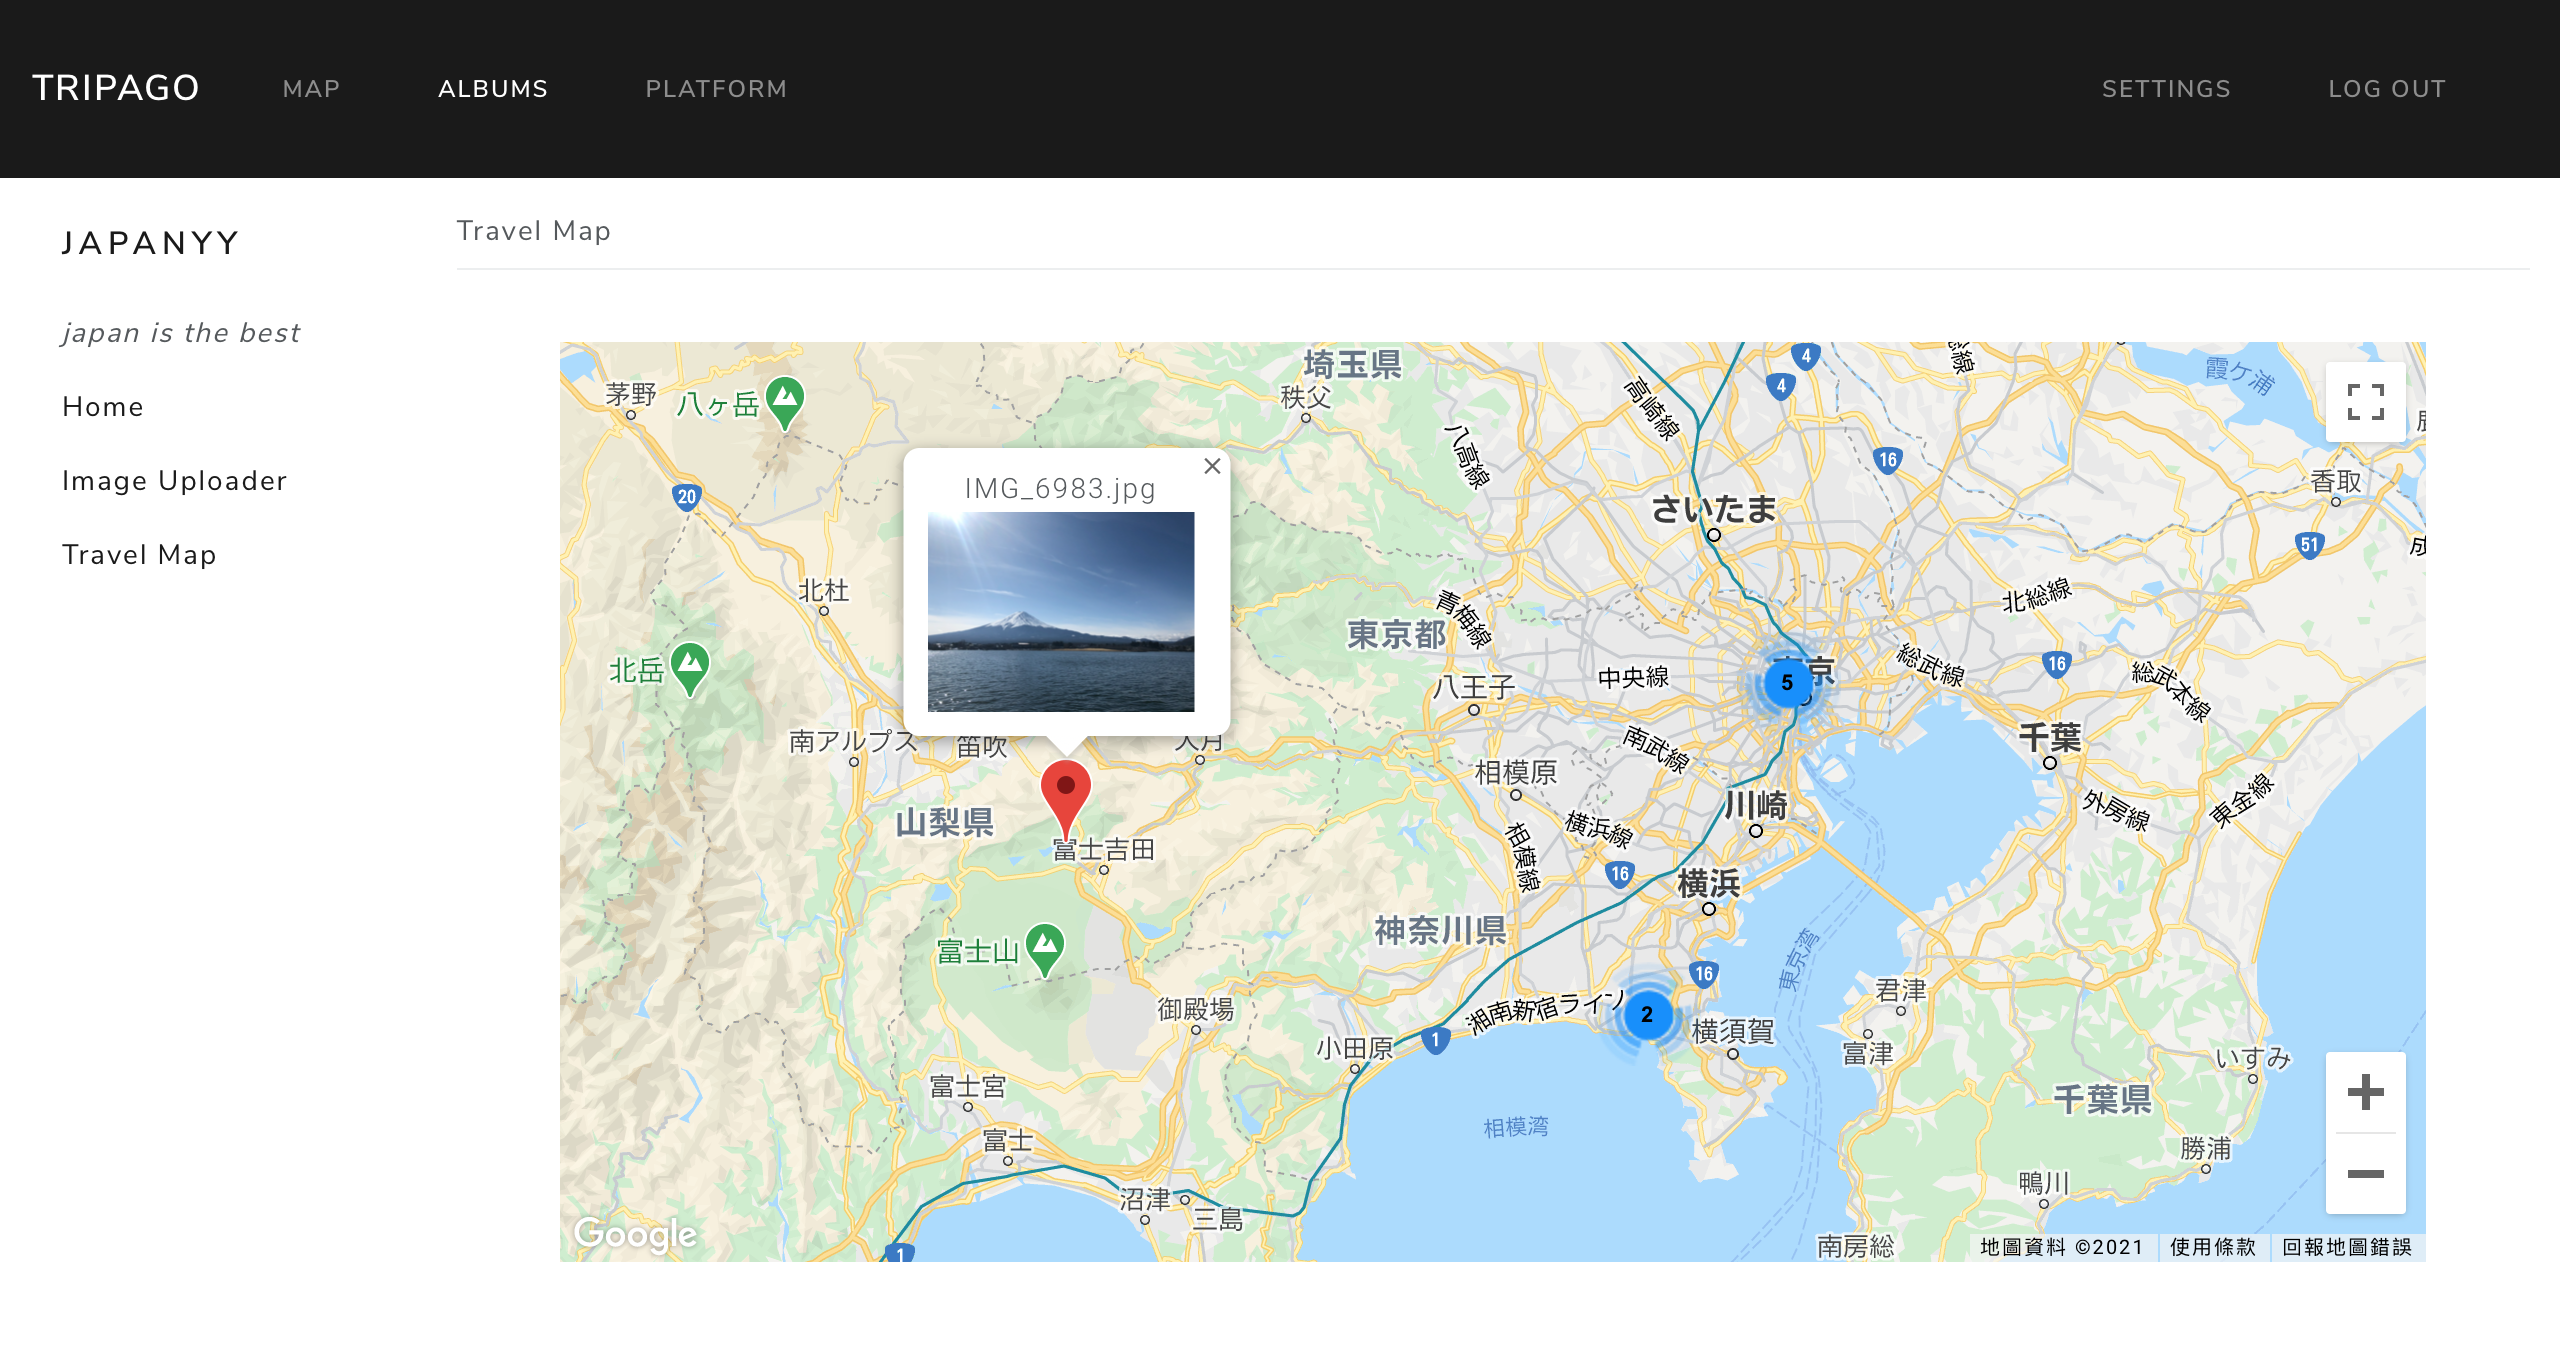 TRIPAGO MAP ALBUMS PLATFORM SETTINGS LOG OUT
JAPANYY
japan is the best
Home
Image Uploader
Travel Map
Travel Map
埼玉県
4
霞ケ浦
茅野
八ヶ岳
秩父
4
高崎線
八高線
16
香取
20
IMG_6983.jpg
さいたま
51
北杜
北総線
青梅線
東京都
北岳
総武線
16
総武本線
中央線
八王子
5
京
南アルプス
笛吹
大月
南武線
千葉
相模原
山梨県
川崎
横浜線
外房線
東金線
相模線
富士吉田
16
横浜
神奈川県
富士山
東京湾
16
君津
御殿場
湘南新宿ライン
2
横須賀
小田原
1
富津
いすみ
富士宮
千葉県
相模湾
富士
勝浦
鴨川
沼津
三島
Google
1
南房総
地圖資料 ©2021 使用條款 回報地圖錯誤